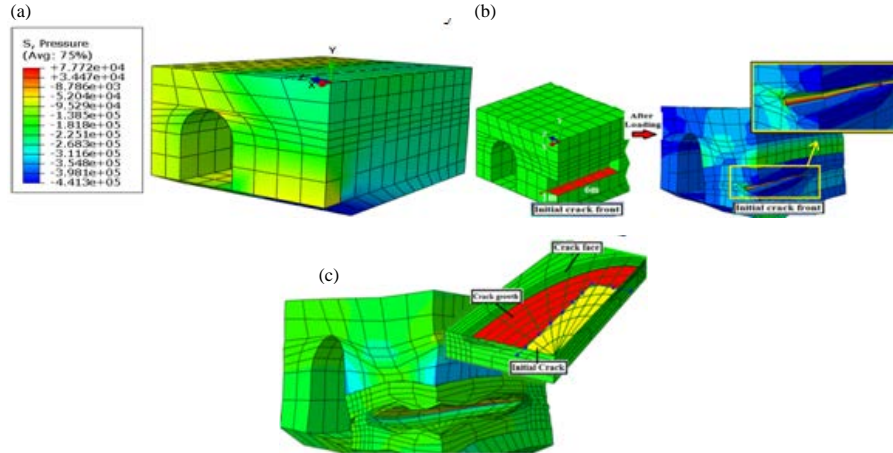 (a)
S, Pressure
(Avg: 75%)
+7.772e+04
+3.447e+04
-8.786e+03
-5.204e+04
-9.529e+04
-1.385e+05
-1.818e+05
-2.251e+05
-2.683e+05
-3.116e+05
-3.548e+05
-3.981e+05
-4.413e+05
Y
Z
X
(b)
After
Loading
6m
Initial crack front
Initial crack front
(c)
Crack face
Crack growth
Initial Crack